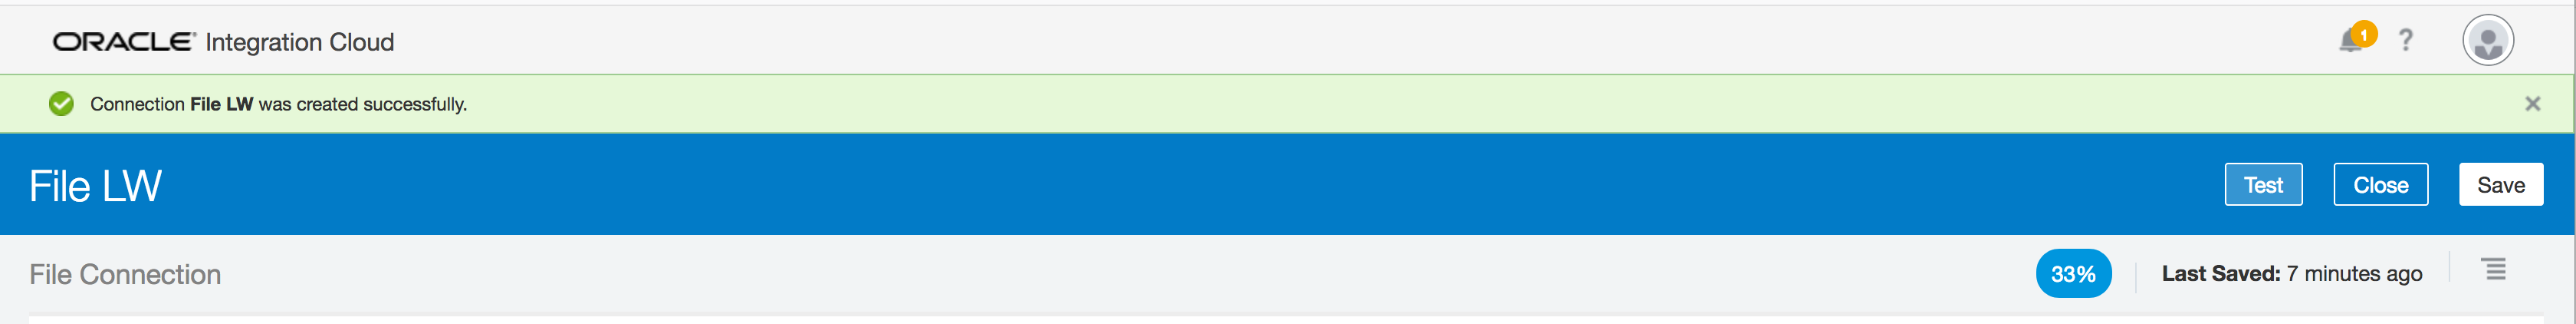 ORACLE Integration Cloud
1 ?
Connection File LW was created successfully.
File LW
Test Close Save
File Connection
33% Last Saved: 7 minutes ago